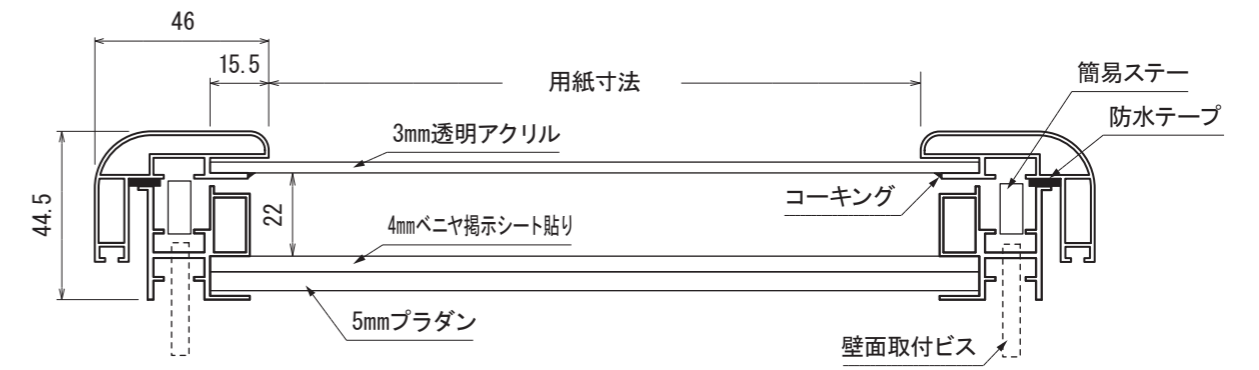 46
15.5
用紙寸法
簡易ステー
防水テープ
3mm透明アクリル
コーキング
44.5
22
4mmベニヤ掲示シート貼り
5mmプラダン
壁面取付ビス